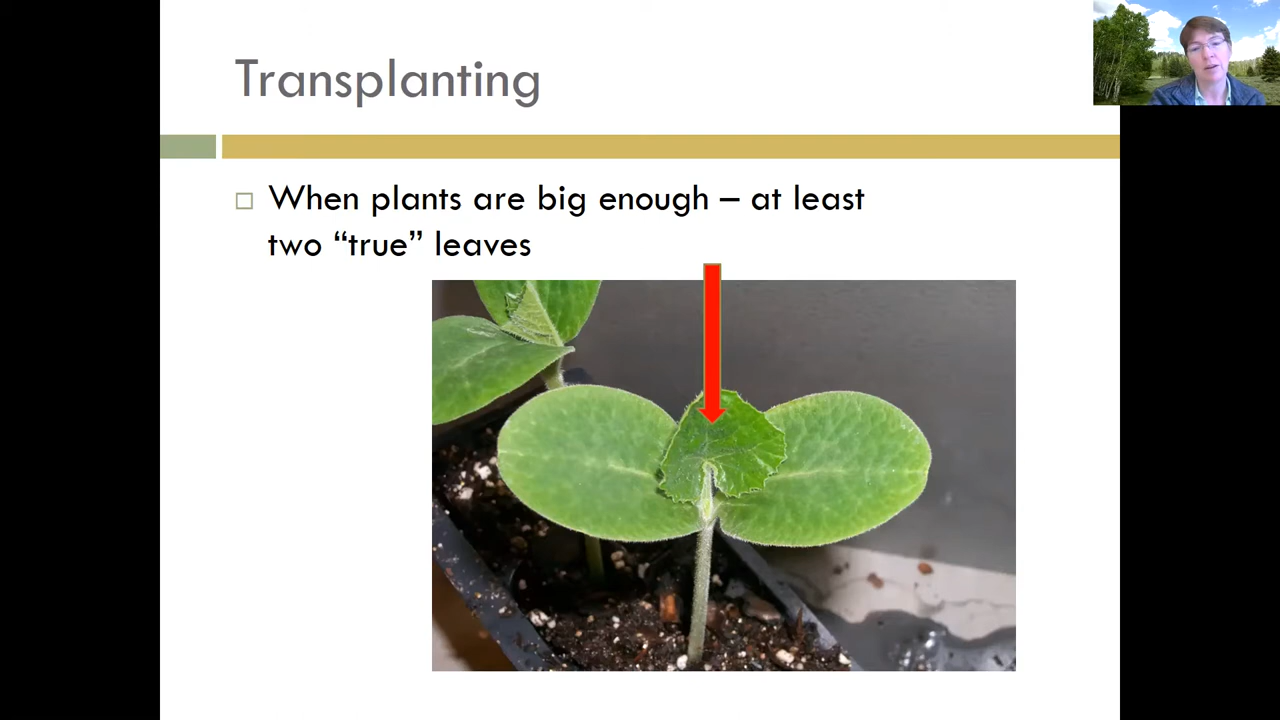 Transplanting
When plants are big enough – at least
two “true” leaves